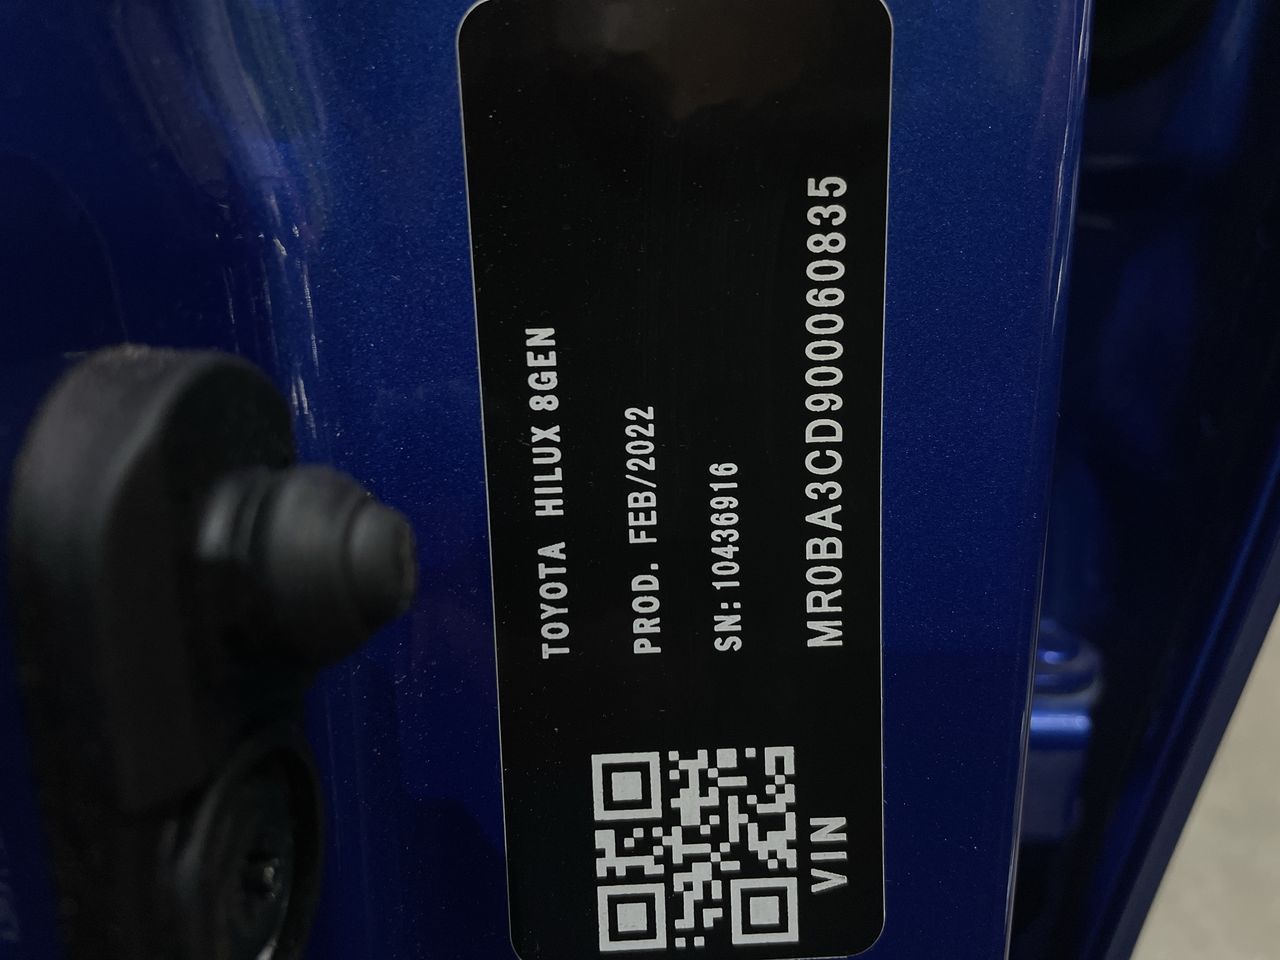 TOYOTA HILUX 8GEN
PROD. FEB/2022
SN: 10436916
VIN MR0BA3CD900060835